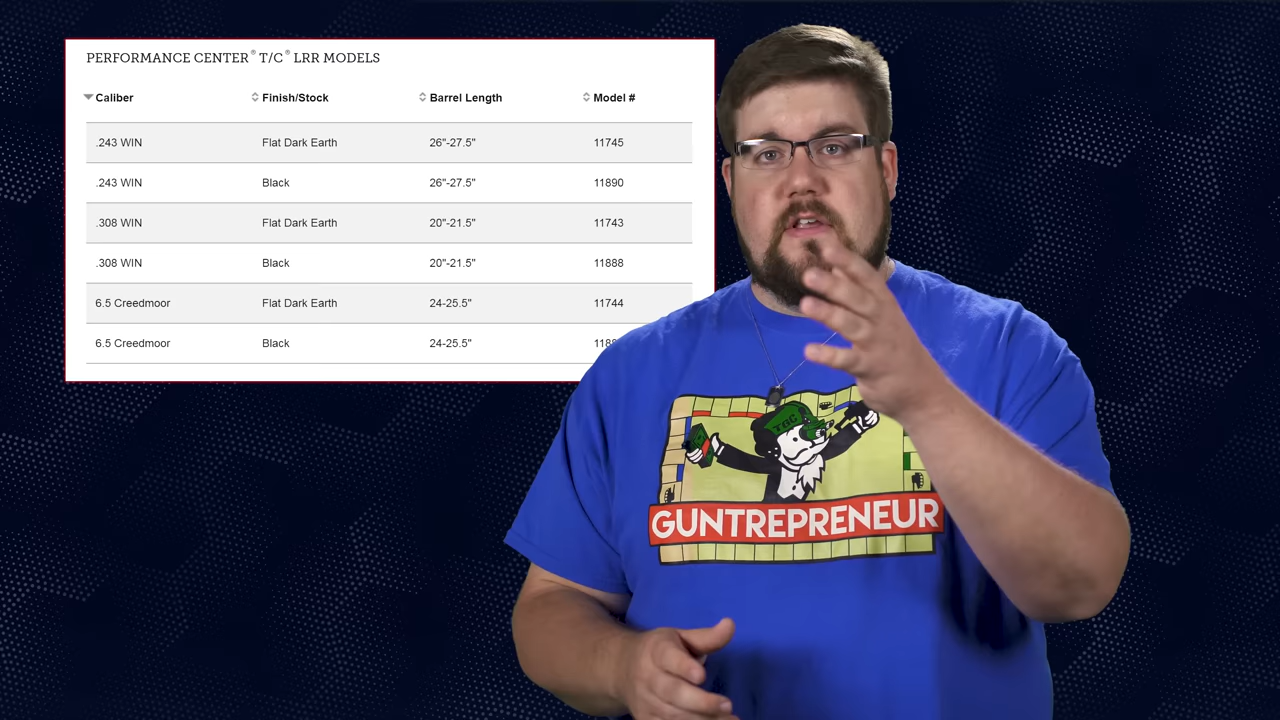 PERFORMANCE CENTER® T/C® LRR MODELS
Caliber Finish/Stock Barrel Length Model #
.243 WIN Flat Dark Earth 26"-27.5" 11745
.243 WIN Black 26"-27.5" 11890
.308 WIN Flat Dark Earth 20"-21.5" 11743
.308 WIN Black 20"-21.5" 11888
6.5 Creedmoor Flat Dark Earth 24-25.5" 11744
6.5 Creedmoor Black 24-25.5"
TGC
GUNTREPRENEUR